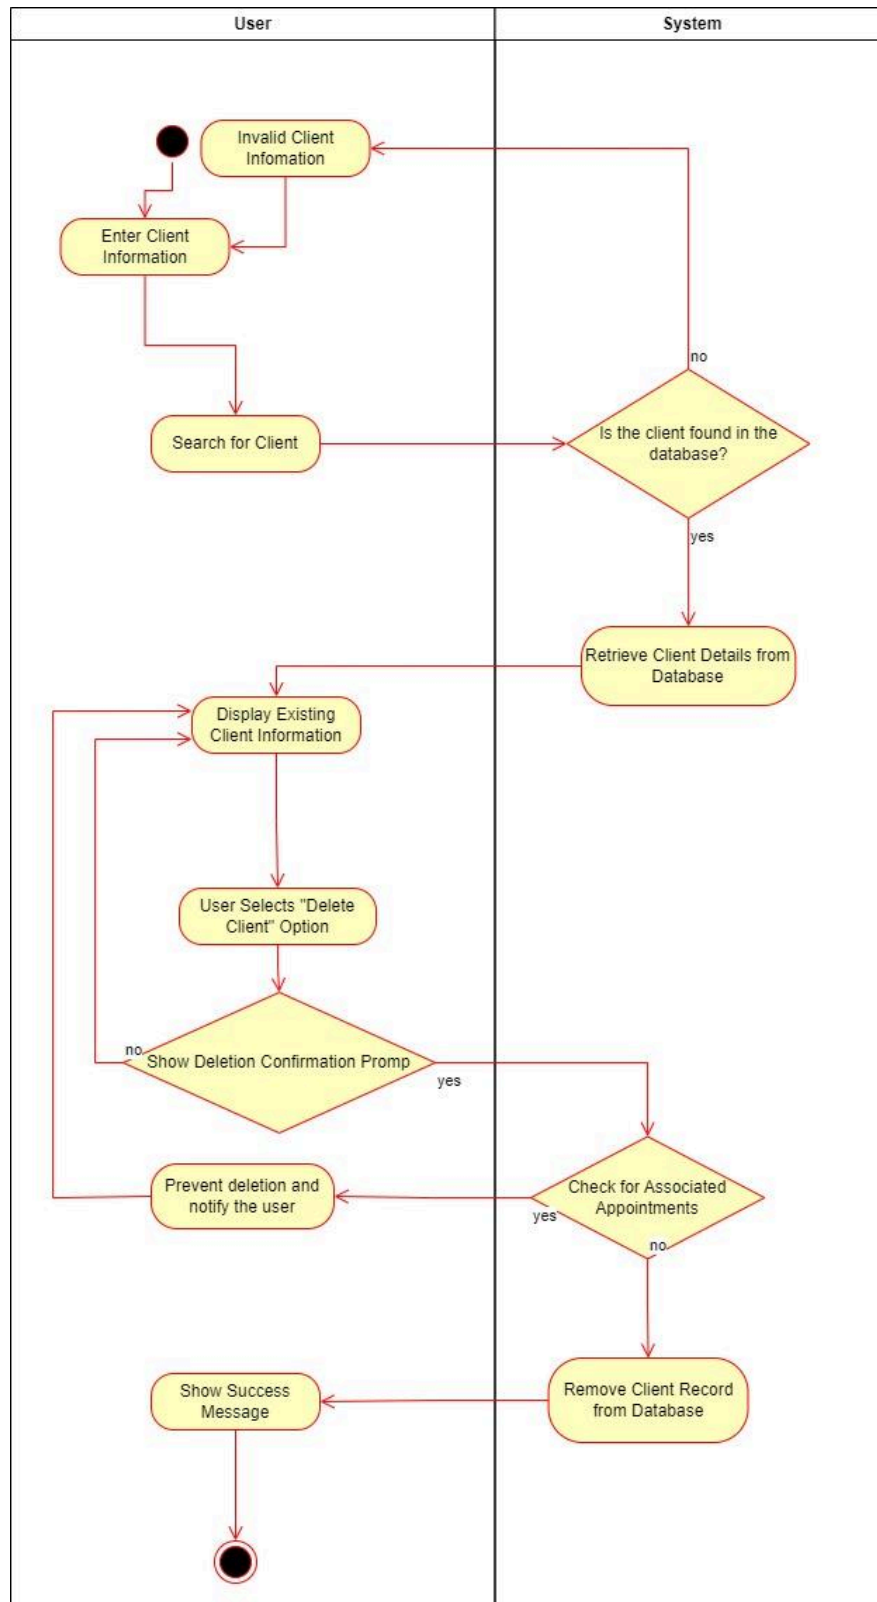 User
System
Invalid Client
Infomation
Enter Client
Information
no
Search for Client
Is the client found in the
database?
yes
Retrieve Client Details from
Database
Display Existing
Client Information
User Selects "Delete
Client" Option
no
Show Deletion Confirmation Promp
yes
Check for Associated
Appointments
Prevent deletion and
notify the user
yes
no
Remove Client Record
from Database
Show Success
Message